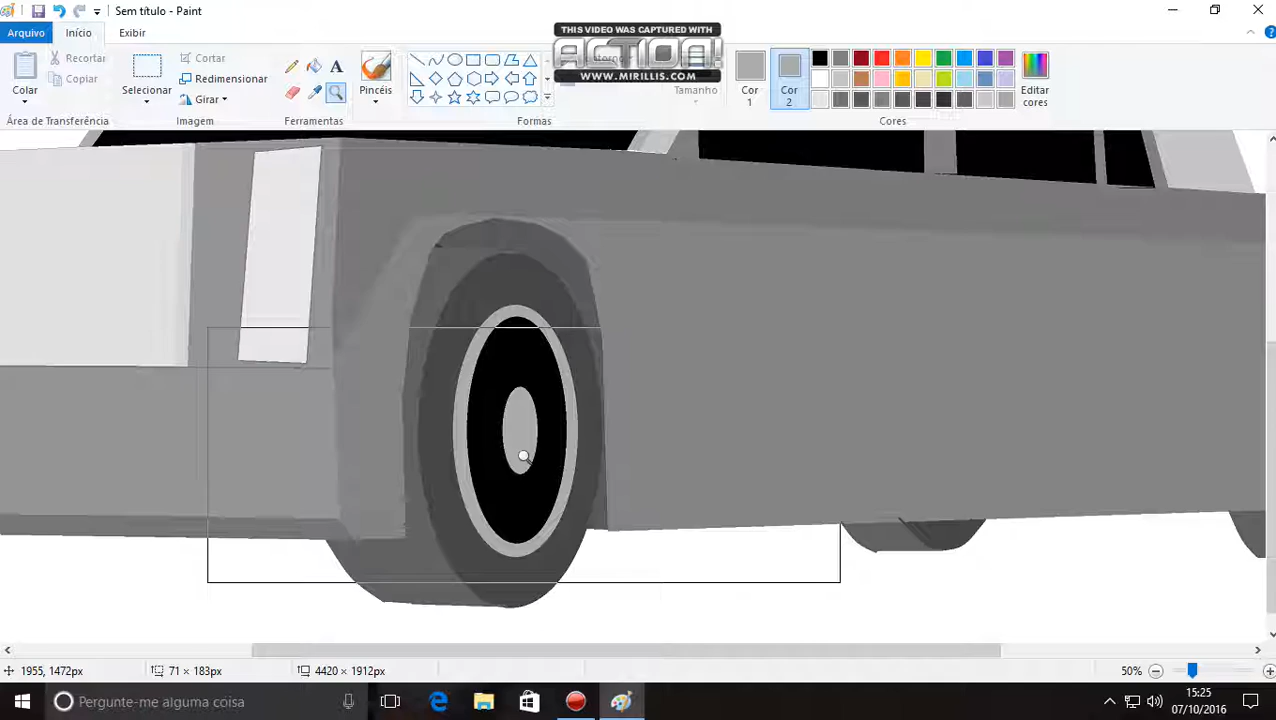 Sem título - Paint
THIS VIDEO WAS CAPTURED WITH
ACTION!
WWW.MIRILLIS.COM
Arquivo
Início
Exibir
Colar
Recortar
Copiar
Área de Transferência
Selecionar
Cortar
Redimensionar
Girar
Imagem
A
Ferramentas
Pincéis
Formas
Tamanho
Cor
1
Cor
2
Cores
Editar
cores
1955, 1472px
71 × 183px
4420 × 1912px
50%
Pergunte-me alguma coisa
15:25
07/10/2016